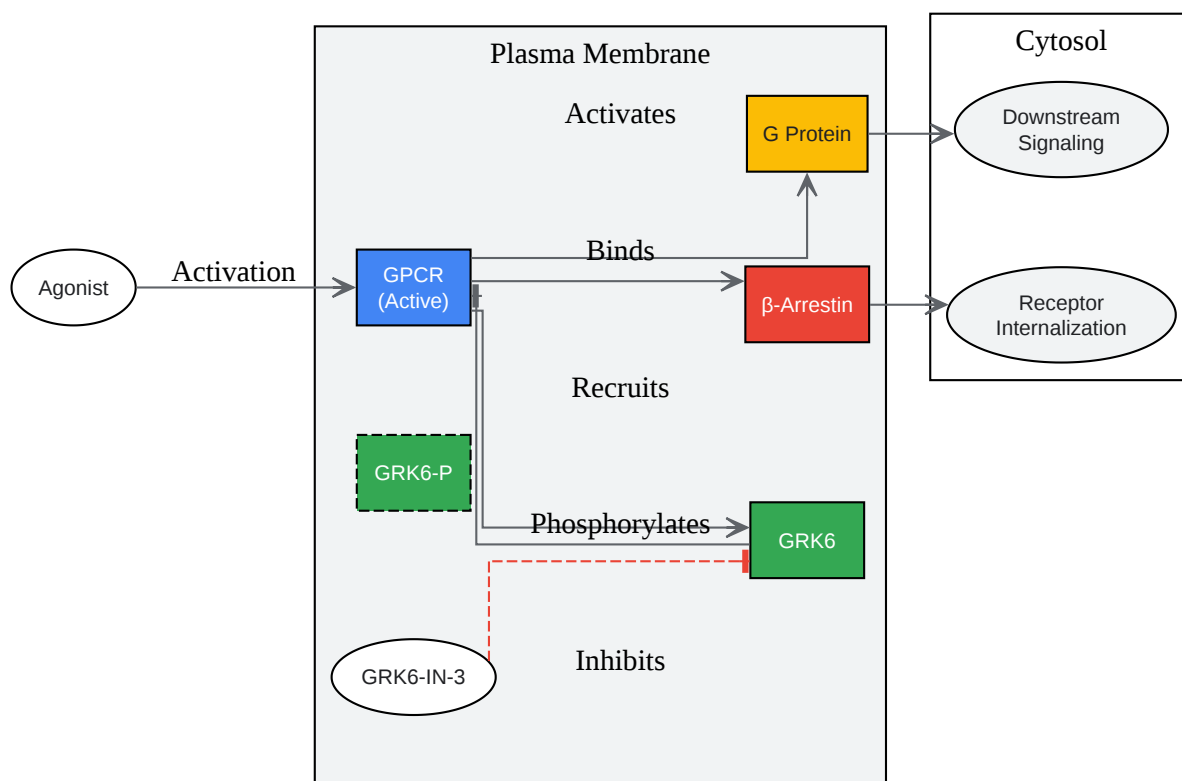 Plasma Membrane
Cytosol
Activates
G Protein
Downstream
Signaling
Binds
Activation
Agonist
GPCR
(Active)
β-Arrestin
Receptor
Internalization
Recruits
GRK6-P
Phosphorylates
GRK6
Inhibits
GRK6-IN-3